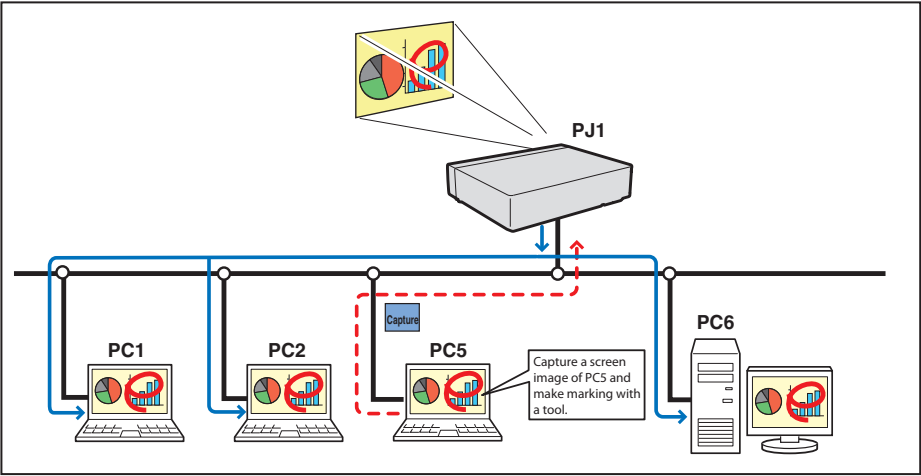 PJ1
Capture
PC1
PC2
PC5
PC6
Capture a screen
image of PC5 and
make marking with
a tool.